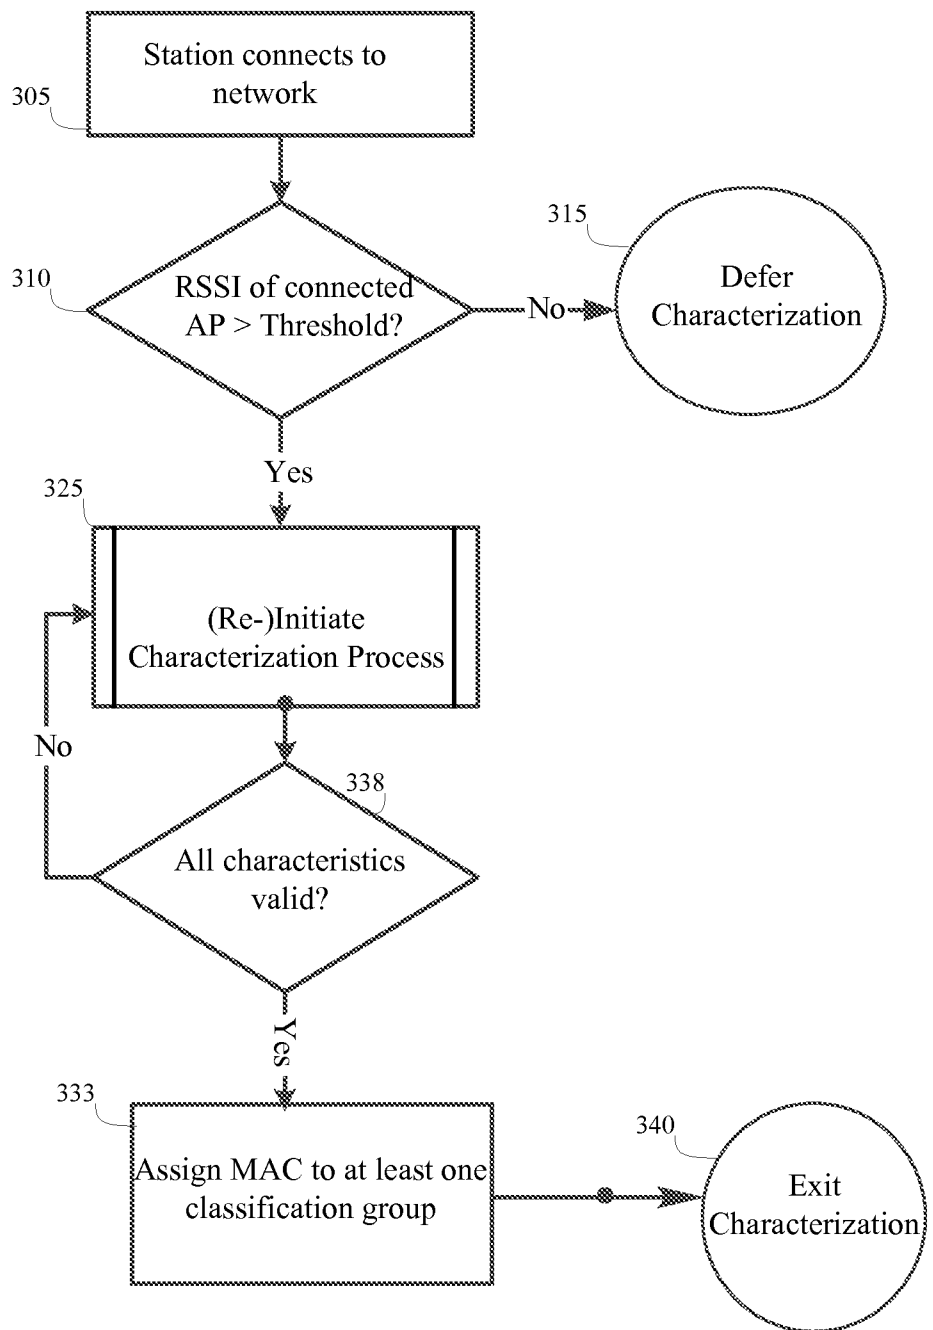 Station connects to
network
305
315
310
RSSI of connected
AP > Threshold?
No
Defer
Characterization
Yes
325
(Re-)Initiate
Characterization Process
No
338
All characteristics
valid?
Yes
333
Assign MAC to at least one
classification group
340
Exit
Characterization